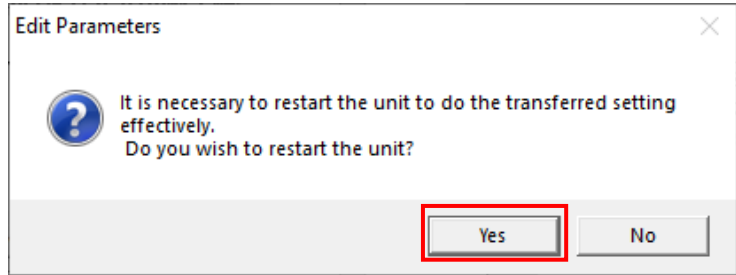 Edit Parameters
It is necessary to restart the unit to do the transferred setting
effectively.
Do you wish to restart the unit?
Yes
No